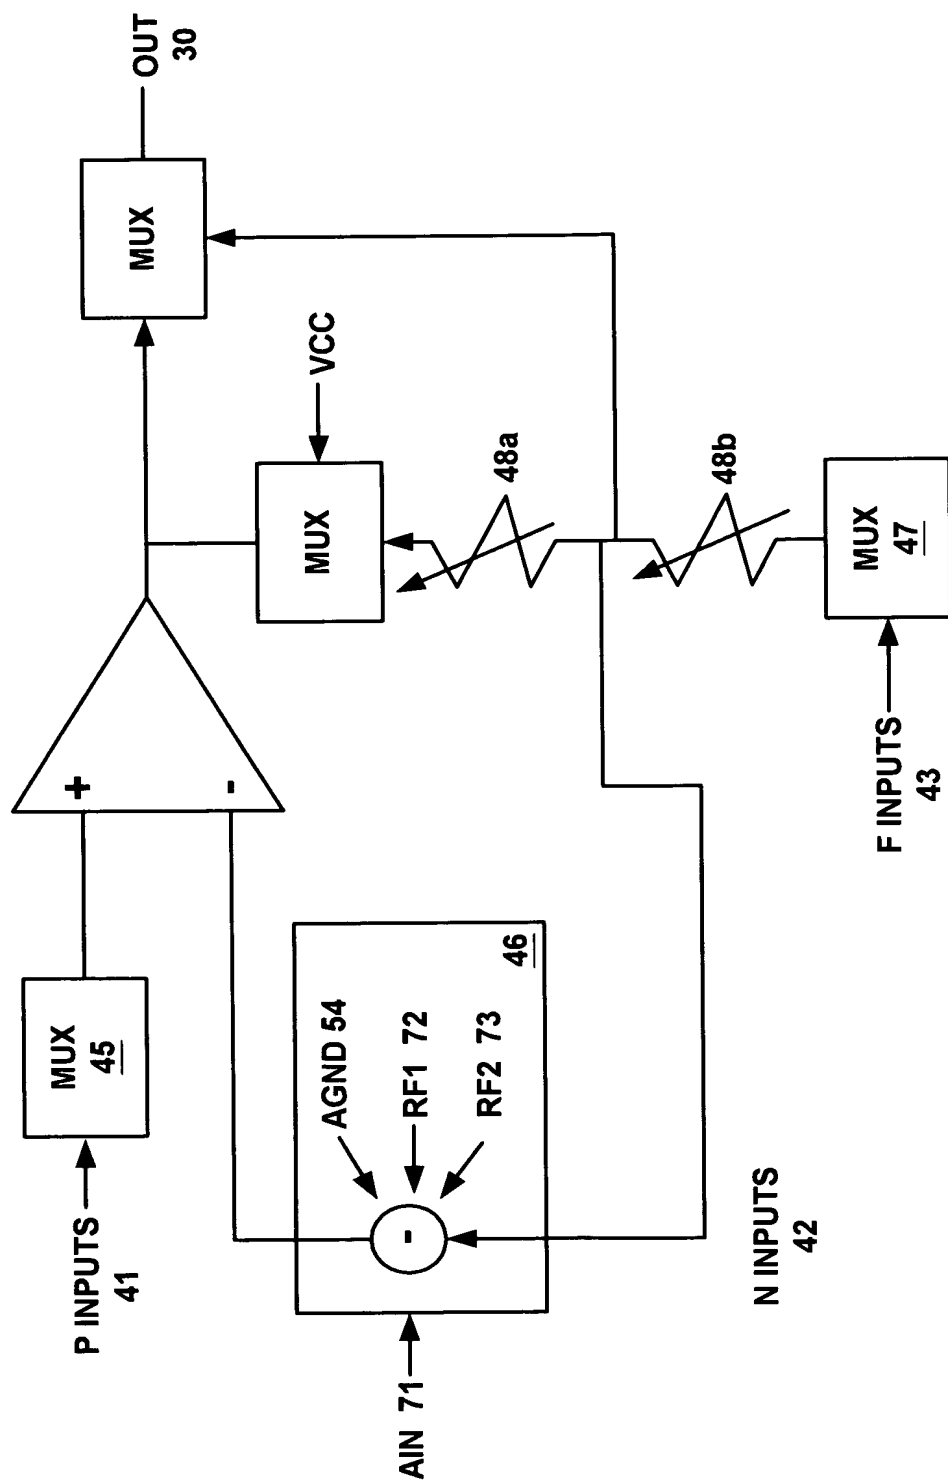 P INPUTS
41
MUX
45
+
-
MUX
OUT
30
AIN 71
AGND 54
RF1 72
RF2 73
-
46
MUX
VCC
48a
48b
N INPUTS
42
F INPUTS
43
MUX
47